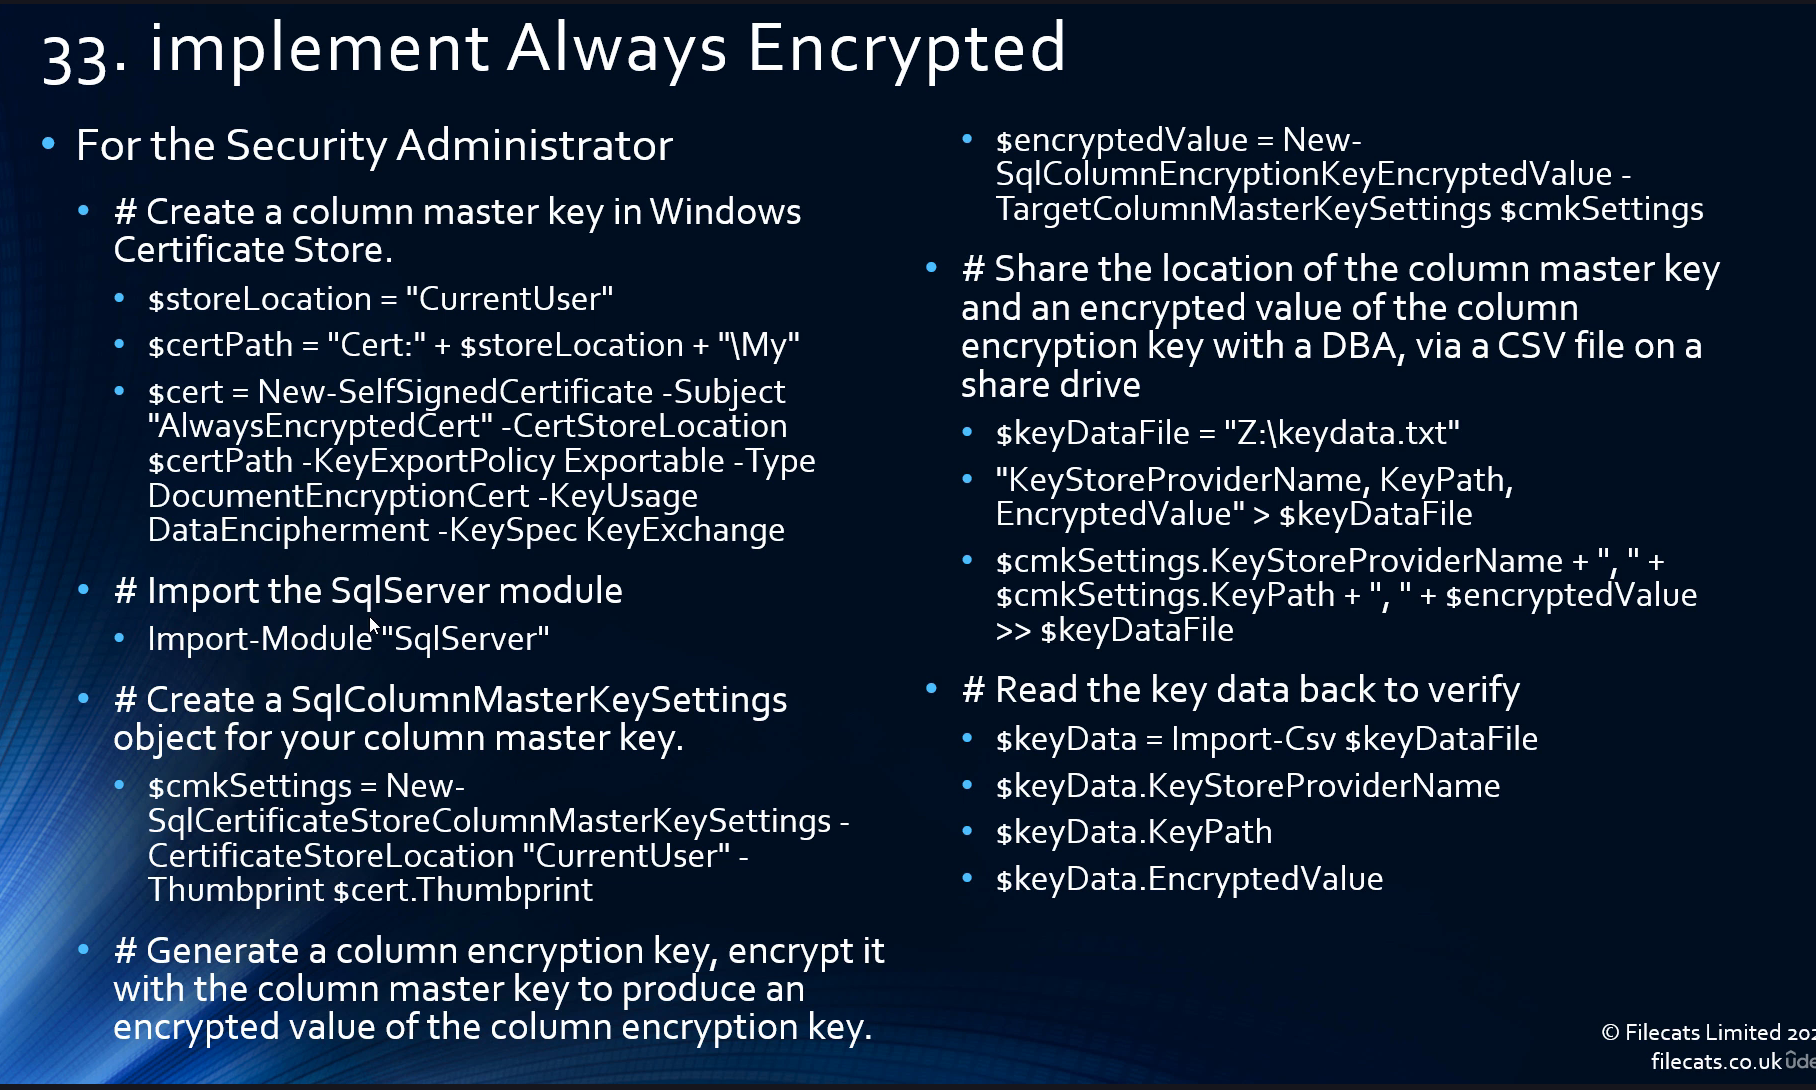 33. implement Always Encrypted
For the Security Administrator
# Create a column master key in Windows
Certificate Store.
$storeLocation = "CurrentUser"
$certPath = "Cert:" + $storeLocation + "\My"
$cert = New-SelfSignedCertificate -Subject
"AlwaysEncryptedCert" -CertStoreLocation
$certPath -KeyExportPolicy Exportable -Type
DocumentEncryptionCert -KeyUsage
DataEncipherment -KeySpec KeyExchange
# Import the SqlServer module
Import-Module "SqlServer"
# Create a SqlColumnMasterKeySettings
object for your column master key.
$cmkSettings = New-
SqlCertificateStoreColumnMasterKeySettings -
CertificateStoreLocation "CurrentUser" -
Thumbprint $cert.Thumbprint
# Generate a column encryption key, encrypt it
with the column master key to produce an
encrypted value of the column encryption key.
$encryptedValue = New-
SqlColumnEncryptionKeyEncryptedValue -
TargetColumnMasterKeySettings $cmkSettings
# Share the location of the column master key
and an encrypted value of the column
encryption key with a DBA, via a CSV file on a
share drive
$keyDataFile = "Z:\keydata.txt"
"KeyStoreProviderName, KeyPath,
EncryptedValue" > $keyDataFile
$cmkSettings.KeyStoreProviderName + ", " +
$cmkSettings.KeyPath + ", " + $encryptedValue
>> $keyDataFile
# Read the key data back to verify
$keyData = Import-Csv $keyDataFile
$keyData.KeyStoreProviderName
$keyData.KeyPath
$keyData.EncryptedValue
© Filecats Limited
filecats.co.uk